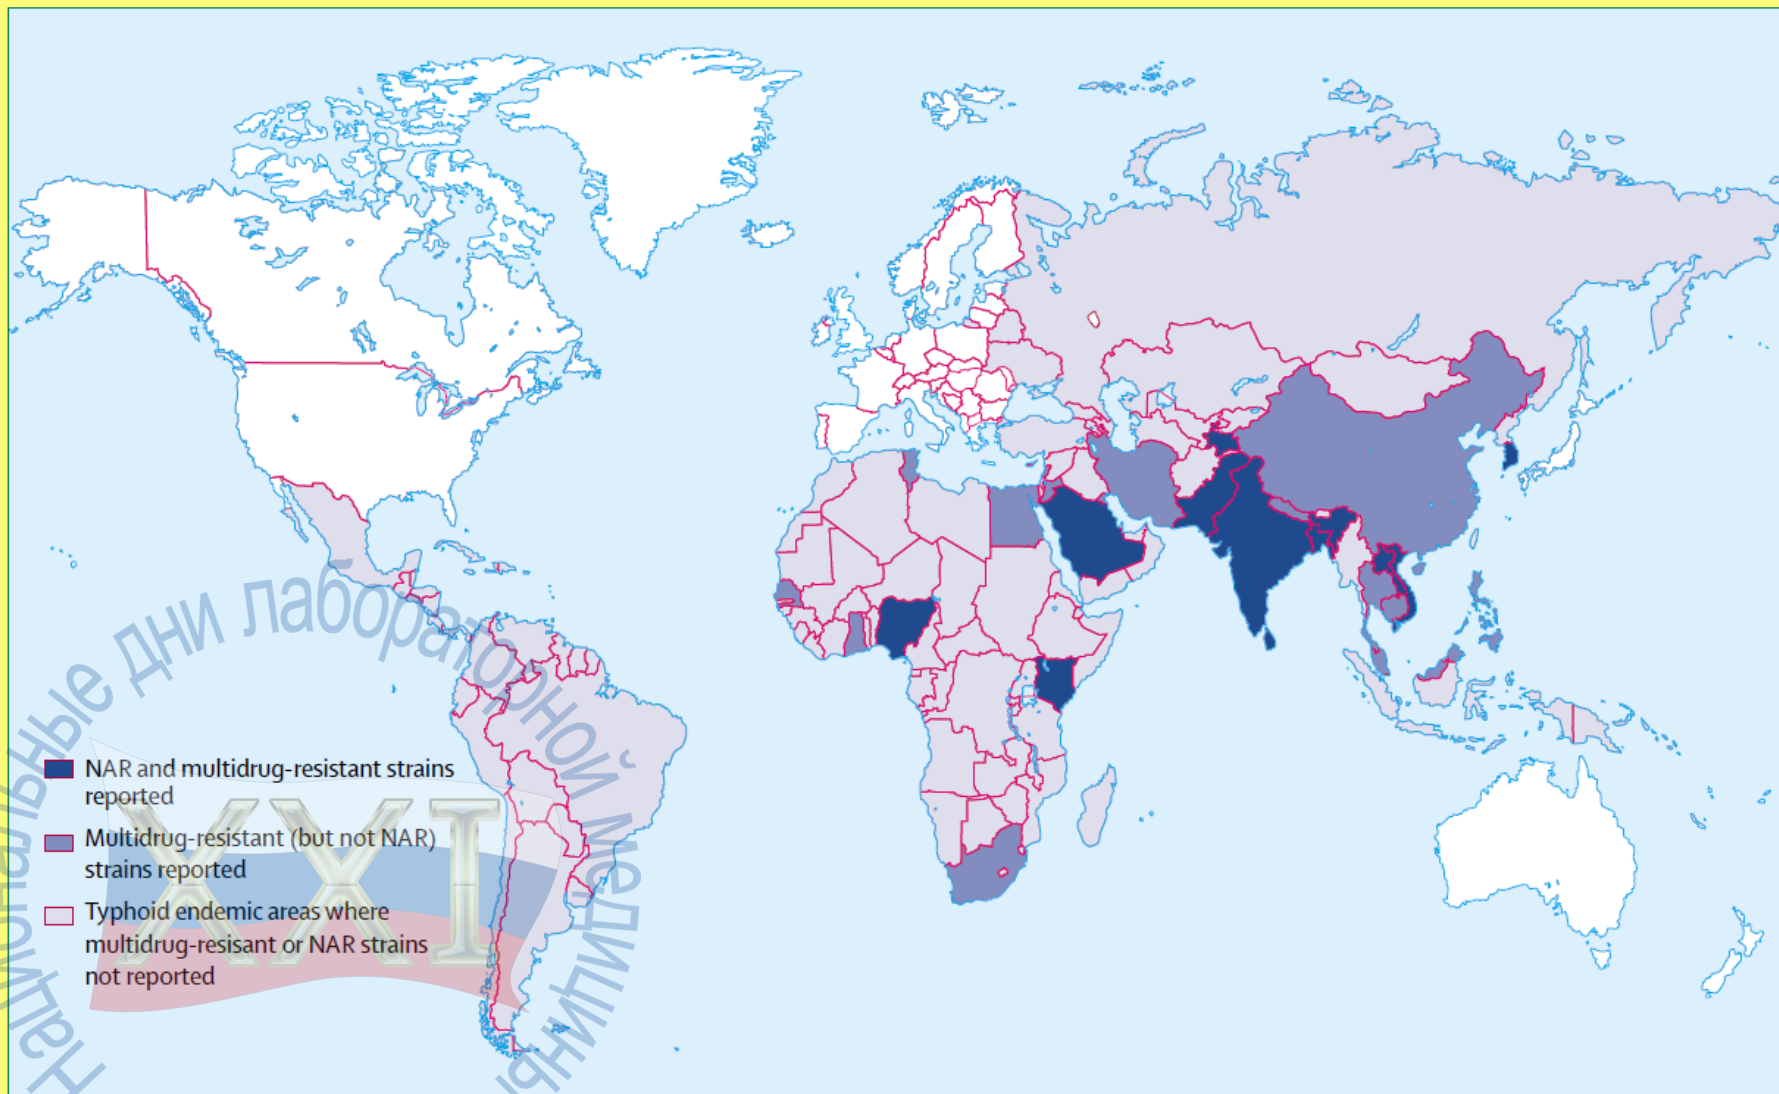 NAR and multidrug-resistant strains
reported
Multidrug-resistant (but not NAR)
strains reported
Typhoid endemic areas where
multidrug-resisant or NAR strains
not reported
Национальные дни лабораторной медицины
XXI